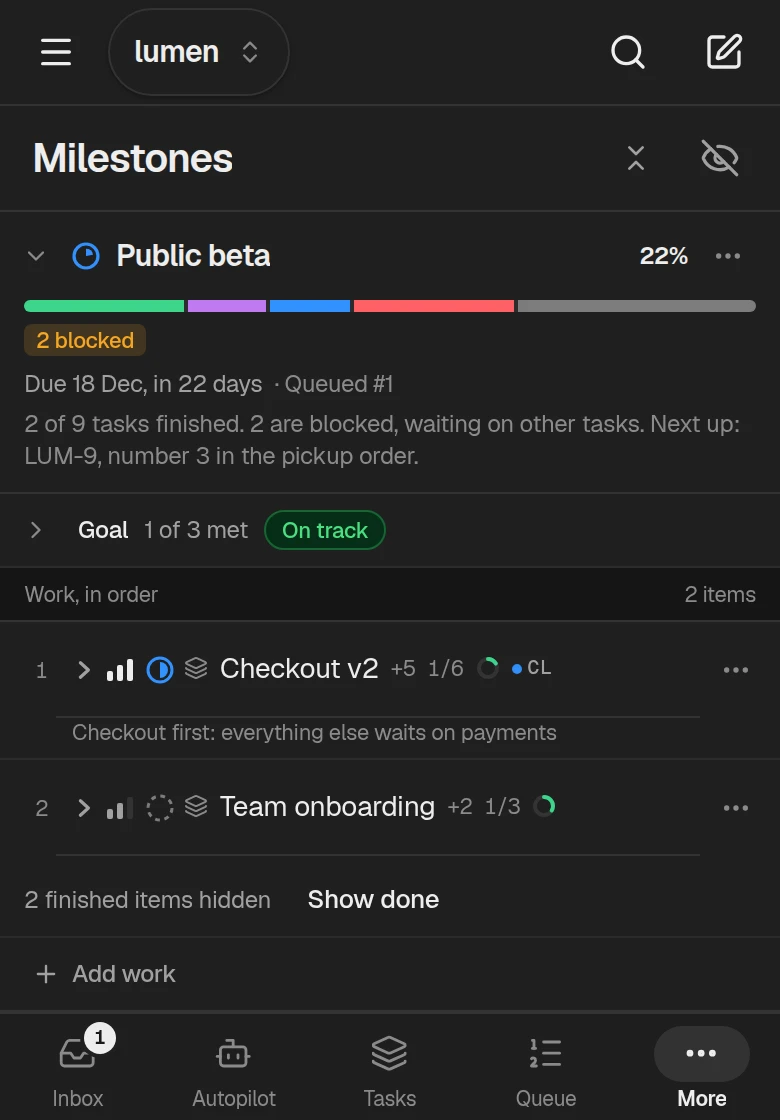 lumen
Milestones
Public beta 22%
2 blocked
Due 18 Dec, in 22 days · Queued #1
2 of 9 tasks finished. 2 are blocked, waiting on other tasks. Next up:
LUM-9, number 3 in the pickup order.
Goal 1 of 3 met On track
Work, in order 2 items
1 Checkout v2 +5 1/6 CL
Checkout first: everything else waits on payments
2 Team onboarding +2 1/3
2 finished items hidden Show done
Add work
1
Inbox Autopilot Tasks Queue More